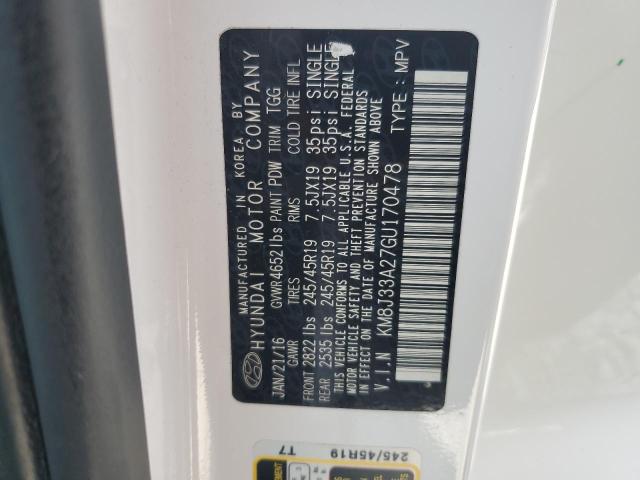 MANUFACTURED IN KOREA BY
HYUNDAI MOTOR COMPANY
JAN/21/16 GVWR 4652 lbs PAINT PDW TRIM TGG
GAWR TIRES RIMS COLD TIRE INFL
FRONT 2822 lbs 245/45R19 7.5JX19 35psi SINGLE
REAR 2535 lbs 245/45R19 7.5JX19 35psi SINGLE
THIS VEHICLE CONFORMS TO ALL APPLICABLE U.S.A. FEDERAL
MOTOR VEHICLE SAFETY AND THEFT PREVENTION STANDARDS
IN EFFECT ON THE DATE OF MANUFACTURE SHOWN ABOVE
V.I.N KM8J33A27GU170478 TYPE : MPV
T7
245/45R19